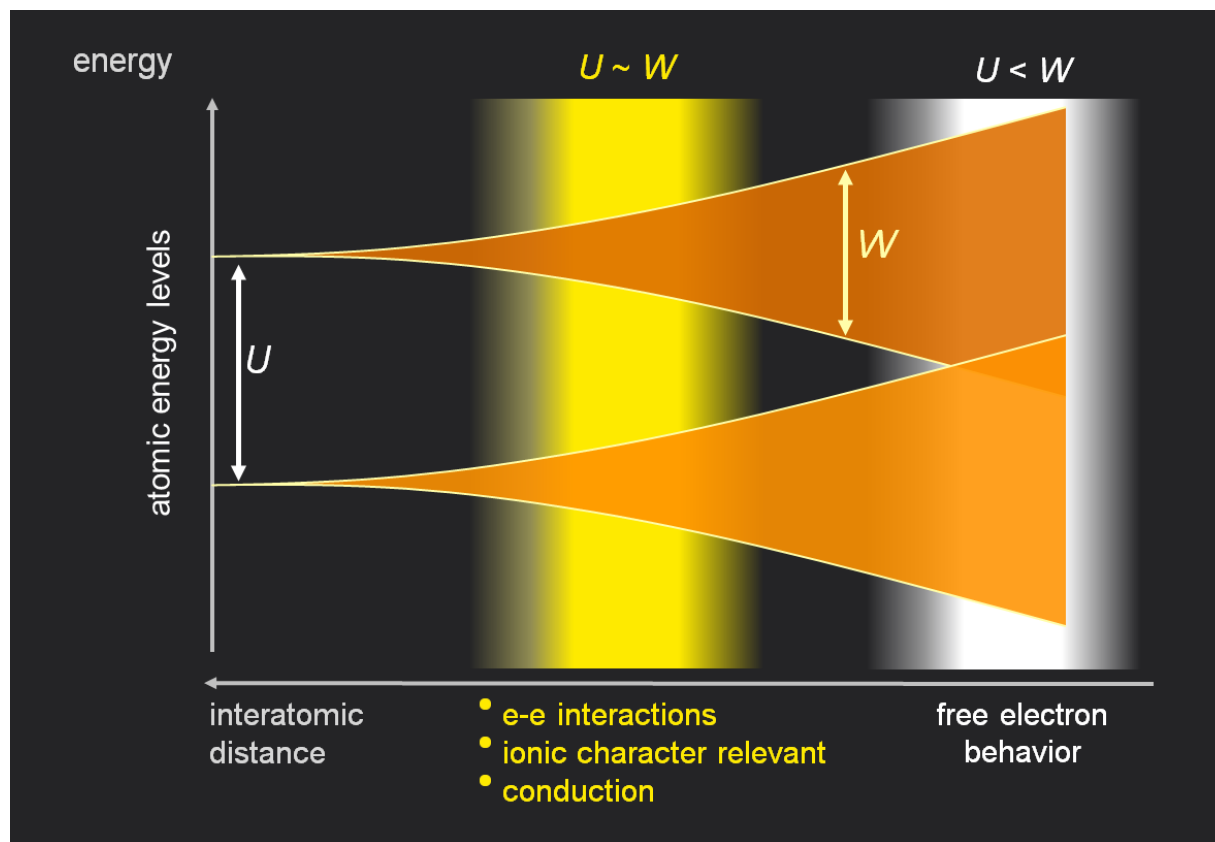 energy
U ~ W
U < W
atomic energy levels
U
W
interatomic
distance
• e-e interactions
• ionic character relevant
• conduction
free electron
behavior